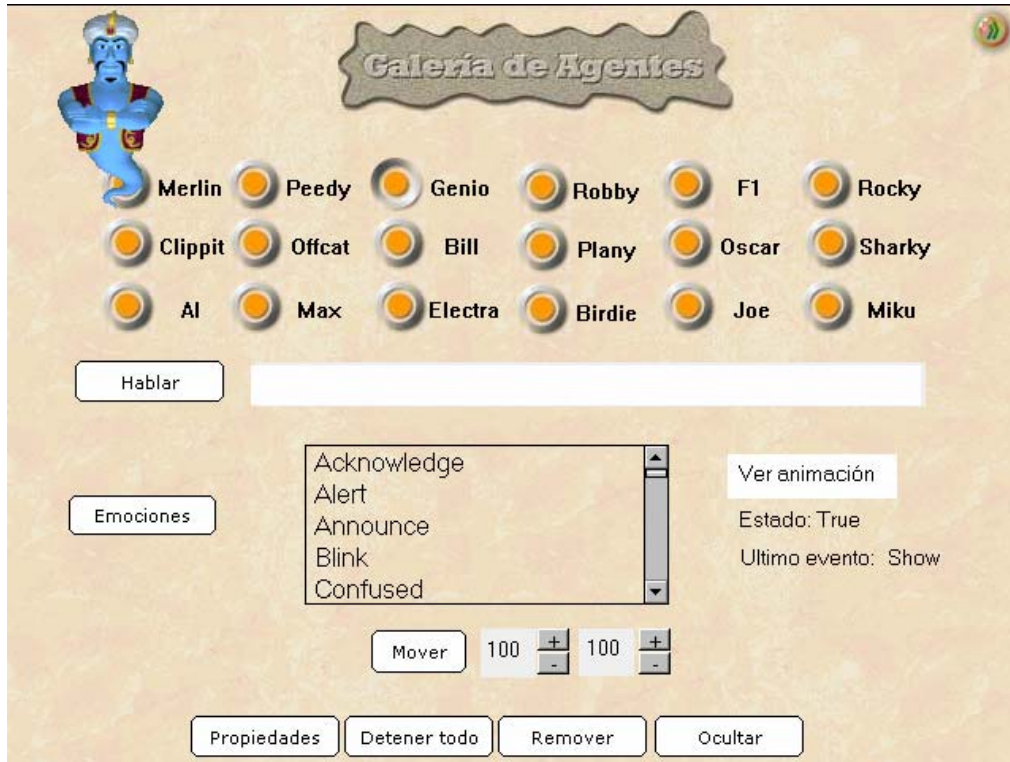 Galería de Agentes
Merlin Peedy Genio Robby F1 Rocky
Clippit Offcat Bill Plany Oscar Sharky
Al Max Electra Birdie Joe Miku
Hablar
Acknowledge
Alert
Announce
Blink
Confused
Emociones
Ver animación
Estado: True
Ultimo evento: Show
Mover 100 + - 100 + -
Propiedades Detener todo Remover Ocultar